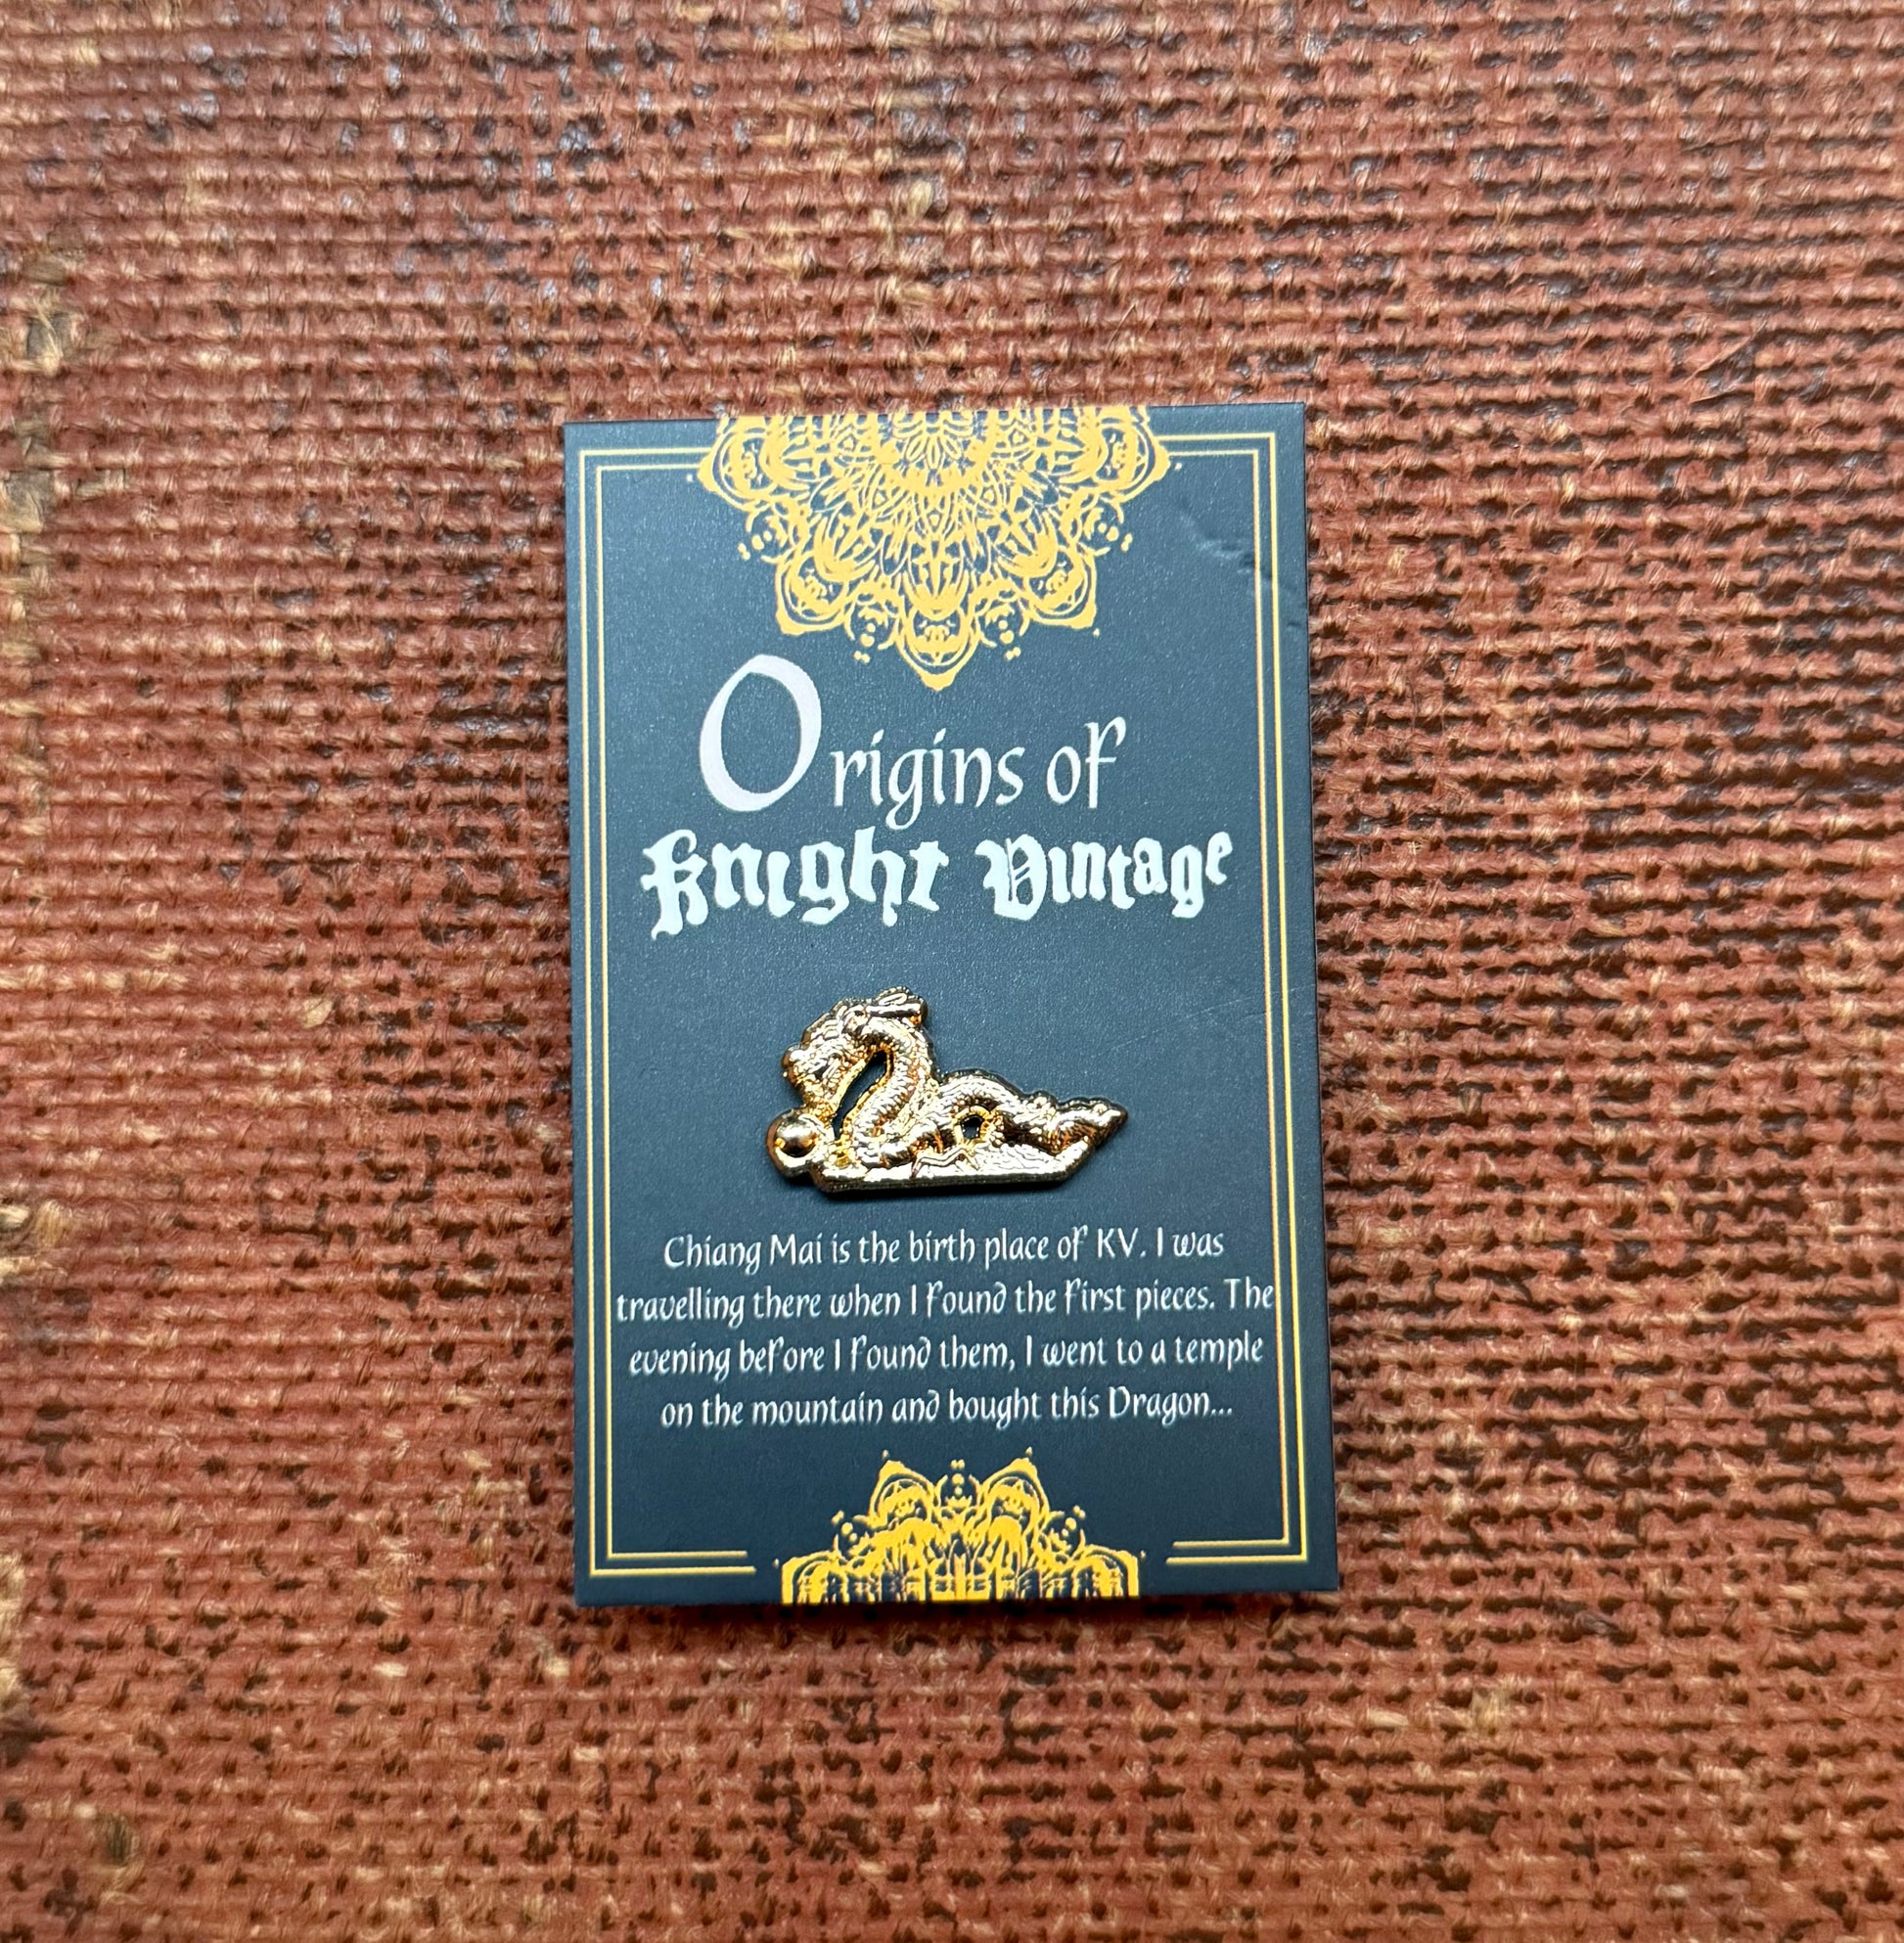 Origins of
Knight Vintage
Chiang Mai is the birth place of KV. I was
travelling there when I found the first pieces. The
evening before I found them, I went to a temple
on the mountain and bought this Dragon...